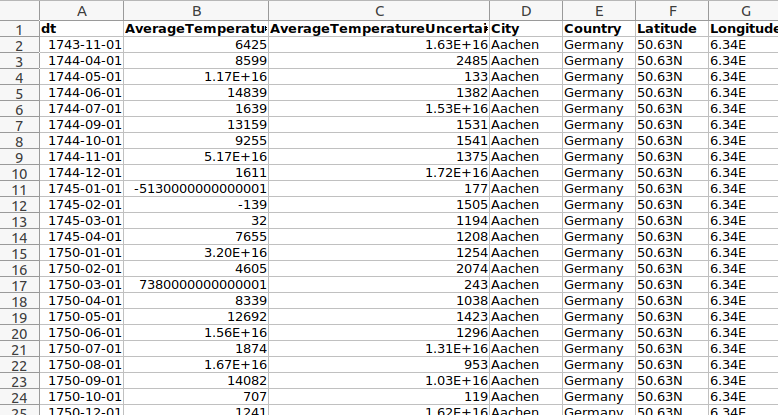 A B C D E F G
1 dt AverageTemperatu AverageTemperatureUncertai City Country Latitude Longitude
2 1743-11-01 6425 1.63E+16 Aachen Germany 50.63N 6.34E
3 1744-04-01 8599 2485 Aachen Germany 50.63N 6.34E
4 1744-05-01 1.17E+16 133 Aachen Germany 50.63N 6.34E
5 1744-06-01 14839 1382 Aachen Germany 50.63N 6.34E
6 1744-07-01 1639 1.53E+16 Aachen Germany 50.63N 6.34E
7 1744-09-01 13159 1531 Aachen Germany 50.63N 6.34E
8 1744-10-01 9255 1541 Aachen Germany 50.63N 6.34E
9 1744-11-01 5.17E+16 1375 Aachen Germany 50.63N 6.34E
10 1744-12-01 1611 1.72E+16 Aachen Germany 50.63N 6.34E
11 1745-01-01 -5130000000000001 177 Aachen Germany 50.63N 6.34E
12 1745-02-01 -139 1505 Aachen Germany 50.63N 6.34E
13 1745-03-01 32 1194 Aachen Germany 50.63N 6.34E
14 1745-04-01 7655 1208 Aachen Germany 50.63N 6.34E
15 1750-01-01 3.20E+16 1254 Aachen Germany 50.63N 6.34E
16 1750-02-01 4605 2074 Aachen Germany 50.63N 6.34E
17 1750-03-01 7380000000000001 243 Aachen Germany 50.63N 6.34E
18 1750-04-01 8339 1038 Aachen Germany 50.63N 6.34E
19 1750-05-01 12692 1423 Aachen Germany 50.63N 6.34E
20 1750-06-01 1.56E+16 1296 Aachen Germany 50.63N 6.34E
21 1750-07-01 1874 1.31E+16 Aachen Germany 50.63N 6.34E
22 1750-08-01 1.67E+16 953 Aachen Germany 50.63N 6.34E
23 1750-09-01 14082 1.03E+16 Aachen Germany 50.63N 6.34E
24 1750-10-01 707 119 Aachen Germany 50.63N 6.34E
25 1750-12-01 1241 1.62E+16 Aachen Germany 50.63N 6.34E